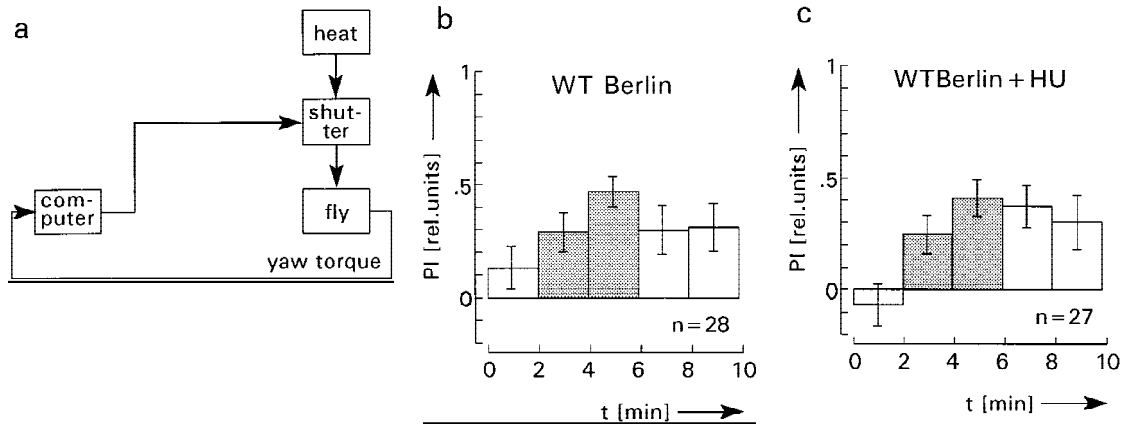 a
heat
shut-
ter
com-
puter
fly
yaw torque
b
WT Berlin
PI [rel.units]
1
.5
0
n=28
0 2 4 6 8 10
t [min]
c
WTBerlin + HU
PI [rel.units]
1
.5
0
n=27
0 2 4 6 8 10
t [min]